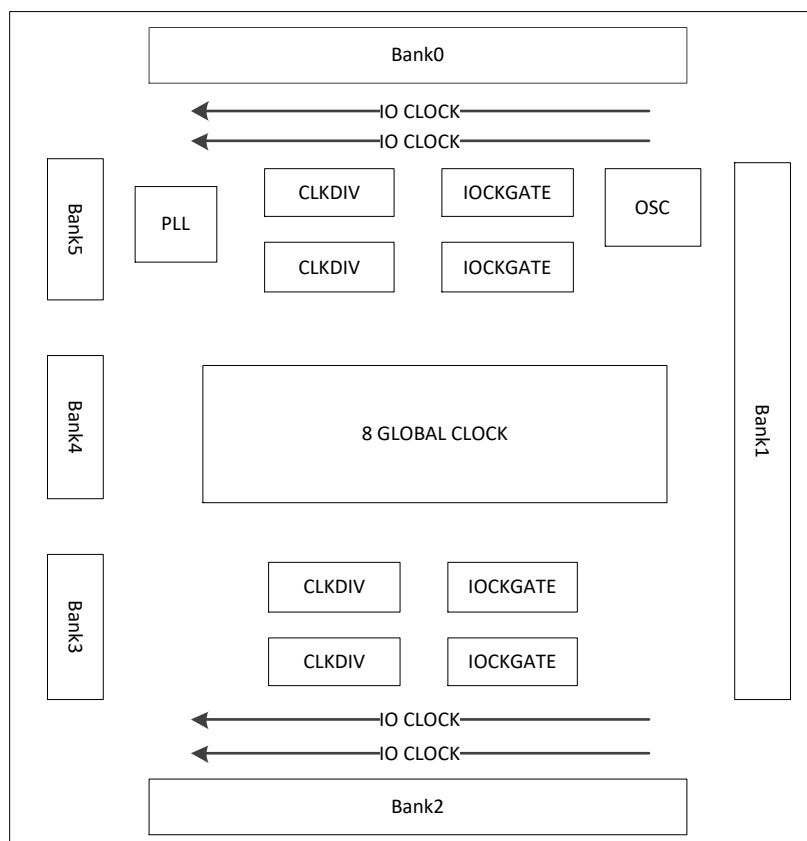 Bank0
IO CLOCK
IO CLOCK
Bank5
PLL
CLKDIV
IOCKGATE
OSC
CLKDIV
IOCKGATE
Bank4
8 GLOBAL CLOCK
Bank1
Bank3
CLKDIV
IOCKGATE
CLKDIV
IOCKGATE
IO CLOCK
IO CLOCK
Bank2